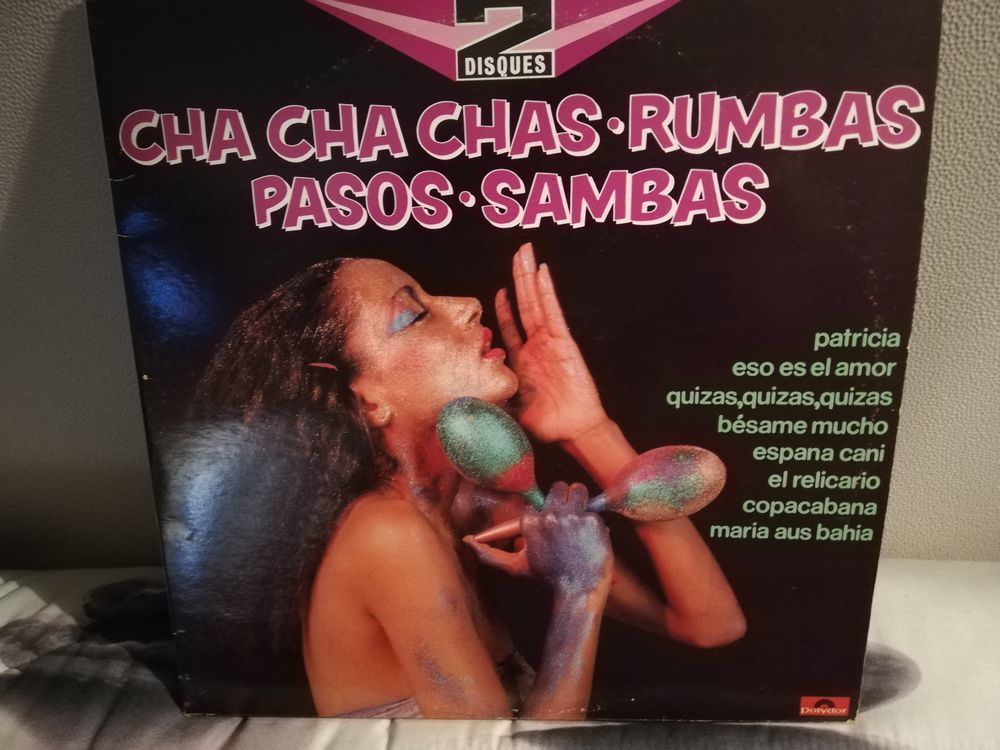 2
DISQUES
CHA CHA CHAS·RUMBAS
PASOS·SAMBAS
patricia
eso es el amor
quizas,quizas,quizas
bésame mucho
espana cani
el relicario
copacabana
maria aus bahia
polydor